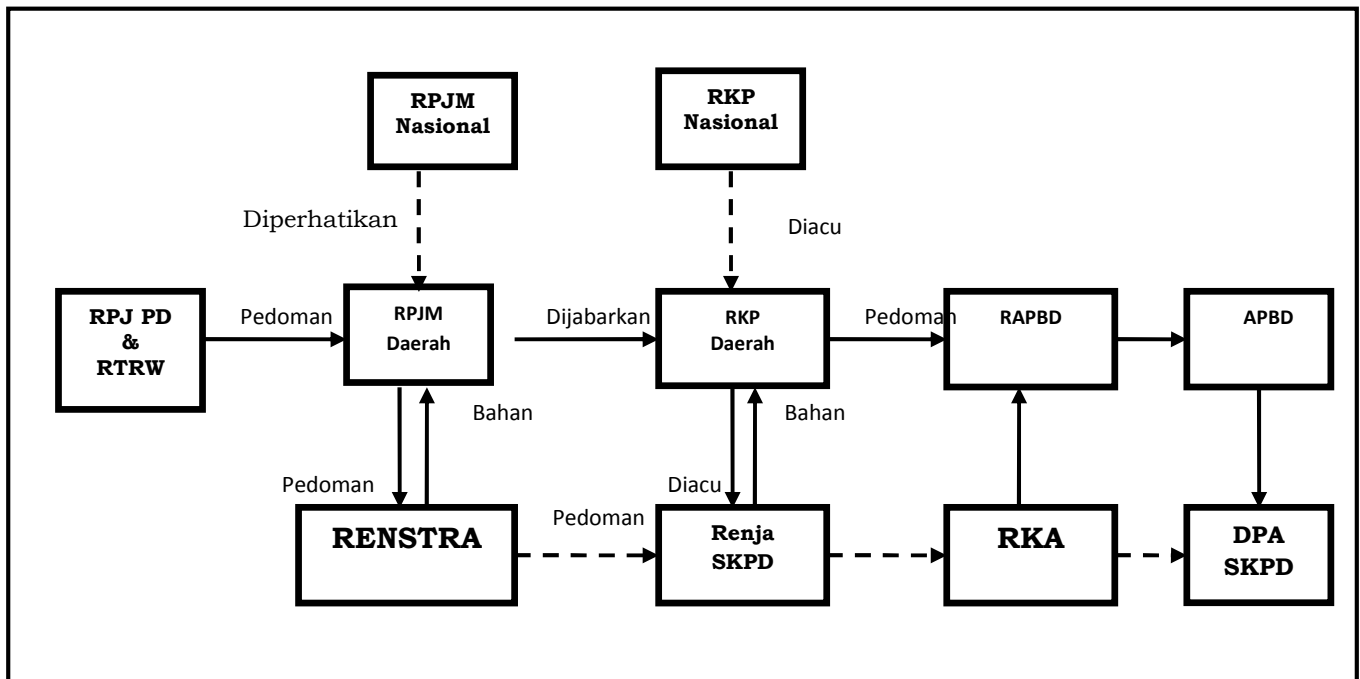 RPJM
Nasional
RKP
Nasional
Diperhatikan
Diacu
RPJ PD
&
RTRW
Pedoman
RPJM
Daerah
Dijabarkan
RKP
Daerah
Pedoman
RAPBD
APBD
Bahan
Bahan
Pedoman
Diacu
RENSTRA
Pedoman
Renja
SKPD
RKA
DPA
SKPD